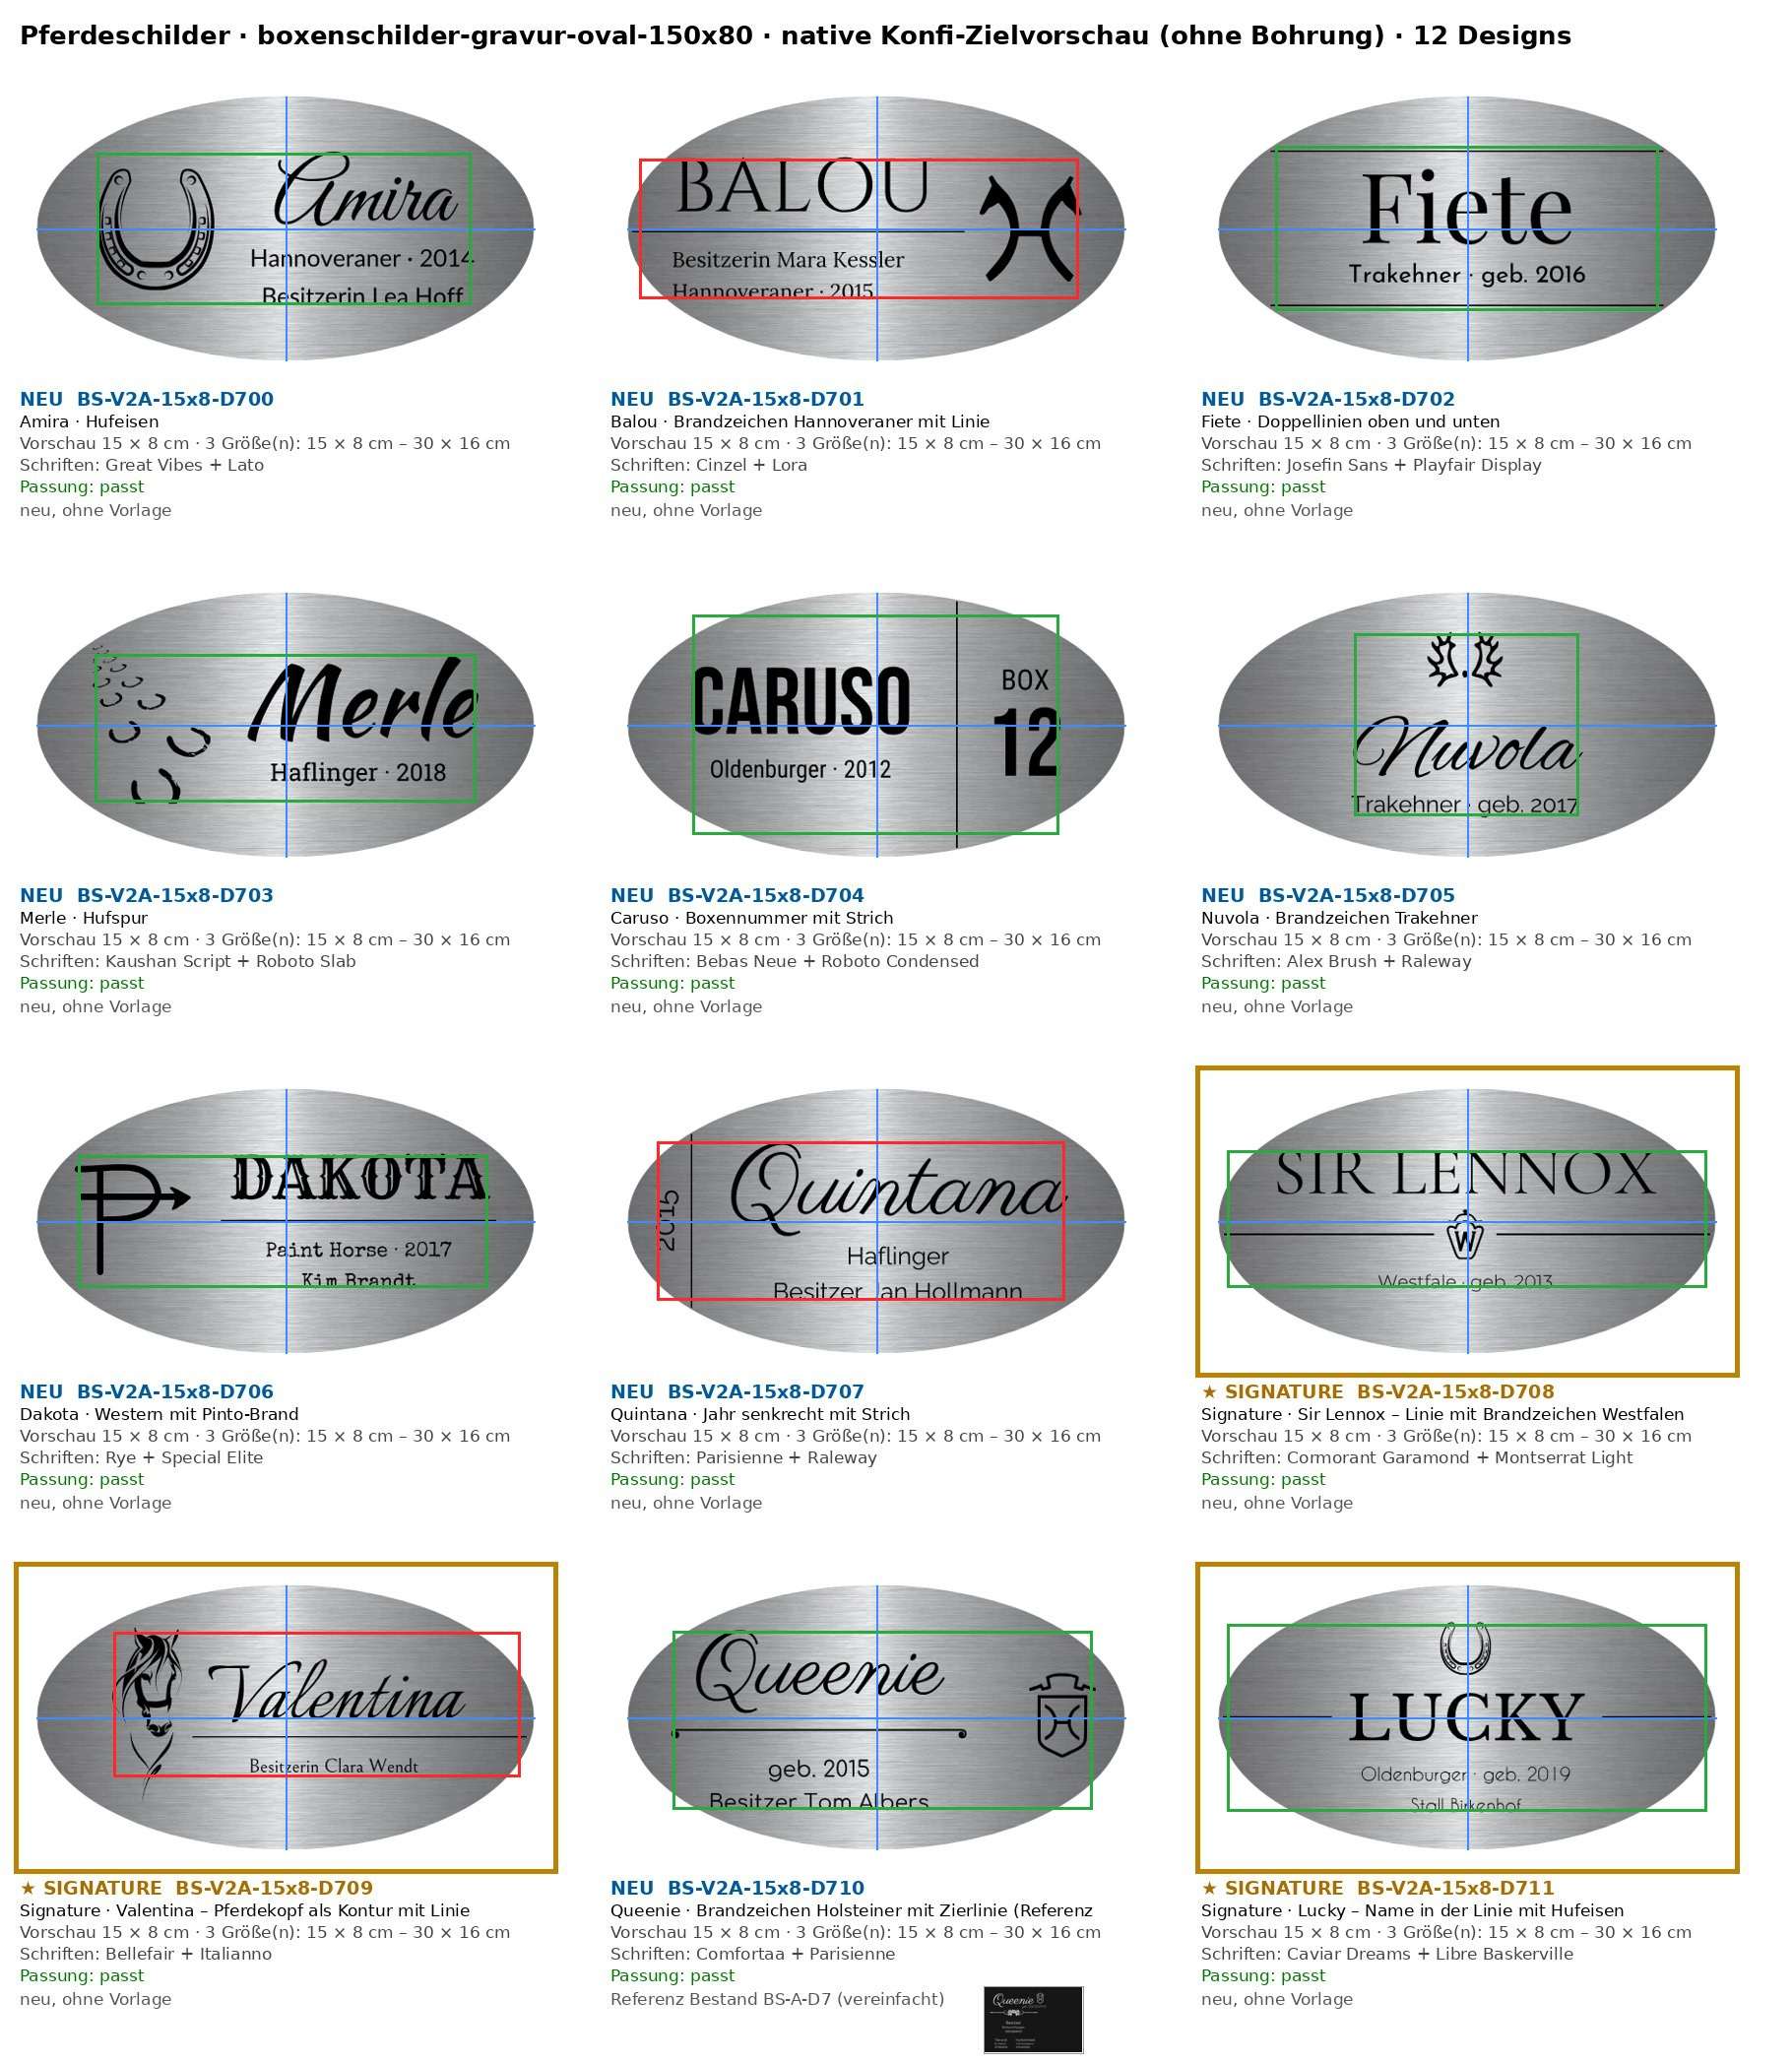 Pferdeschilder · boxenschilder-gravur-oval-150x80 · native Konfi-Zielvorschau (ohne Bohrung) · 12 Designs
Amira
Hannoveraner · 2014
Besitzerin Lea Hoff
NEU BS-V2A-15x8-D700
Amira · Hufeisen
Vorschau 15 × 8 cm · 3 Größe(n): 15 × 8 cm – 30 × 16 cm
Schriften: Great Vibes + Lato
Passung: passt
neu, ohne Vorlage
BALOU
Besitzerin Mara Kessler
Hannoveraner · 2015
NEU BS-V2A-15x8-D701
Balou · Brandzeichen Hannoveraner mit Linie
Vorschau 15 × 8 cm · 3 Größe(n): 15 × 8 cm – 30 × 16 cm
Schriften: Cinzel + Lora
Passung: passt
neu, ohne Vorlage
Fiete
Trakehner · geb. 2016
NEU BS-V2A-15x8-D702
Fiete · Doppellinien oben und unten
Vorschau 15 × 8 cm · 3 Größe(n): 15 × 8 cm – 30 × 16 cm
Schriften: Josefin Sans + Playfair Display
Passung: passt
neu, ohne Vorlage
Merle
Haflinger · 2018
NEU BS-V2A-15x8-D703
Merle · Hufspur
Vorschau 15 × 8 cm · 3 Größe(n): 15 × 8 cm – 30 × 16 cm
Schriften: Kaushan Script + Roboto Slab
Passung: passt
neu, ohne Vorlage
CARUSO
Oldenburger · 2012
BOX
12
NEU BS-V2A-15x8-D704
Caruso · Boxennummer mit Strich
Vorschau 15 × 8 cm · 3 Größe(n): 15 × 8 cm – 30 × 16 cm
Schriften: Bebas Neue + Roboto Condensed
Passung: passt
neu, ohne Vorlage
Nuvola
Trakehner · geb. 2017
NEU BS-V2A-15x8-D705
Nuvola · Brandzeichen Trakehner
Vorschau 15 × 8 cm · 3 Größe(n): 15 × 8 cm – 30 × 16 cm
Schriften: Alex Brush + Raleway
Passung: passt
neu, ohne Vorlage
DAKOTA
Paint Horse · 2017
Kim Brandt
NEU BS-V2A-15x8-D706
Dakota · Western mit Pinto-Brand
Vorschau 15 × 8 cm · 3 Größe(n): 15 × 8 cm – 30 × 16 cm
Schriften: Rye + Special Elite
Passung: passt
neu, ohne Vorlage
2015
Quintana
Haflinger
Besitzer Jan Hollmann
NEU BS-V2A-15x8-D707
Quintana · Jahr senkrecht mit Strich
Vorschau 15 × 8 cm · 3 Größe(n): 15 × 8 cm – 30 × 16 cm
Schriften: Parisienne + Raleway
Passung: passt
neu, ohne Vorlage
SIR LENNOX
W
Westfale · geb. 2013
★ SIGNATURE BS-V2A-15x8-D708
Signature · Sir Lennox – Linie mit Brandzeichen Westfalen
Vorschau 15 × 8 cm · 3 Größe(n): 15 × 8 cm – 30 × 16 cm
Schriften: Cormorant Garamond + Montserrat Light
Passung: passt
neu, ohne Vorlage
Valentina
Besitzerin Clara Wendt
★ SIGNATURE BS-V2A-15x8-D709
Signature · Valentina – Pferdekopf als Kontur mit Linie
Vorschau 15 × 8 cm · 3 Größe(n): 15 × 8 cm – 30 × 16 cm
Schriften: Bellefair + Italianno
Passung: passt
neu, ohne Vorlage
Queenie
geb. 2015
Besitzer Tom Albers
NEU BS-V2A-15x8-D710
Queenie · Brandzeichen Holsteiner mit Zierlinie (Referenz
Vorschau 15 × 8 cm · 3 Größe(n): 15 × 8 cm – 30 × 16 cm
Schriften: Comfortaa + Parisienne
Passung: passt
Referenz Bestand BS-A-D7 (vereinfacht)
Queenie
LUCKY
Oldenburger · geb. 2019
Stall Birkenhof
★ SIGNATURE BS-V2A-15x8-D711
Signature · Lucky – Name in der Linie mit Hufeisen
Vorschau 15 × 8 cm · 3 Größe(n): 15 × 8 cm – 30 × 16 cm
Schriften: Caviar Dreams + Libre Baskerville
Passung: passt
neu, ohne Vorlage